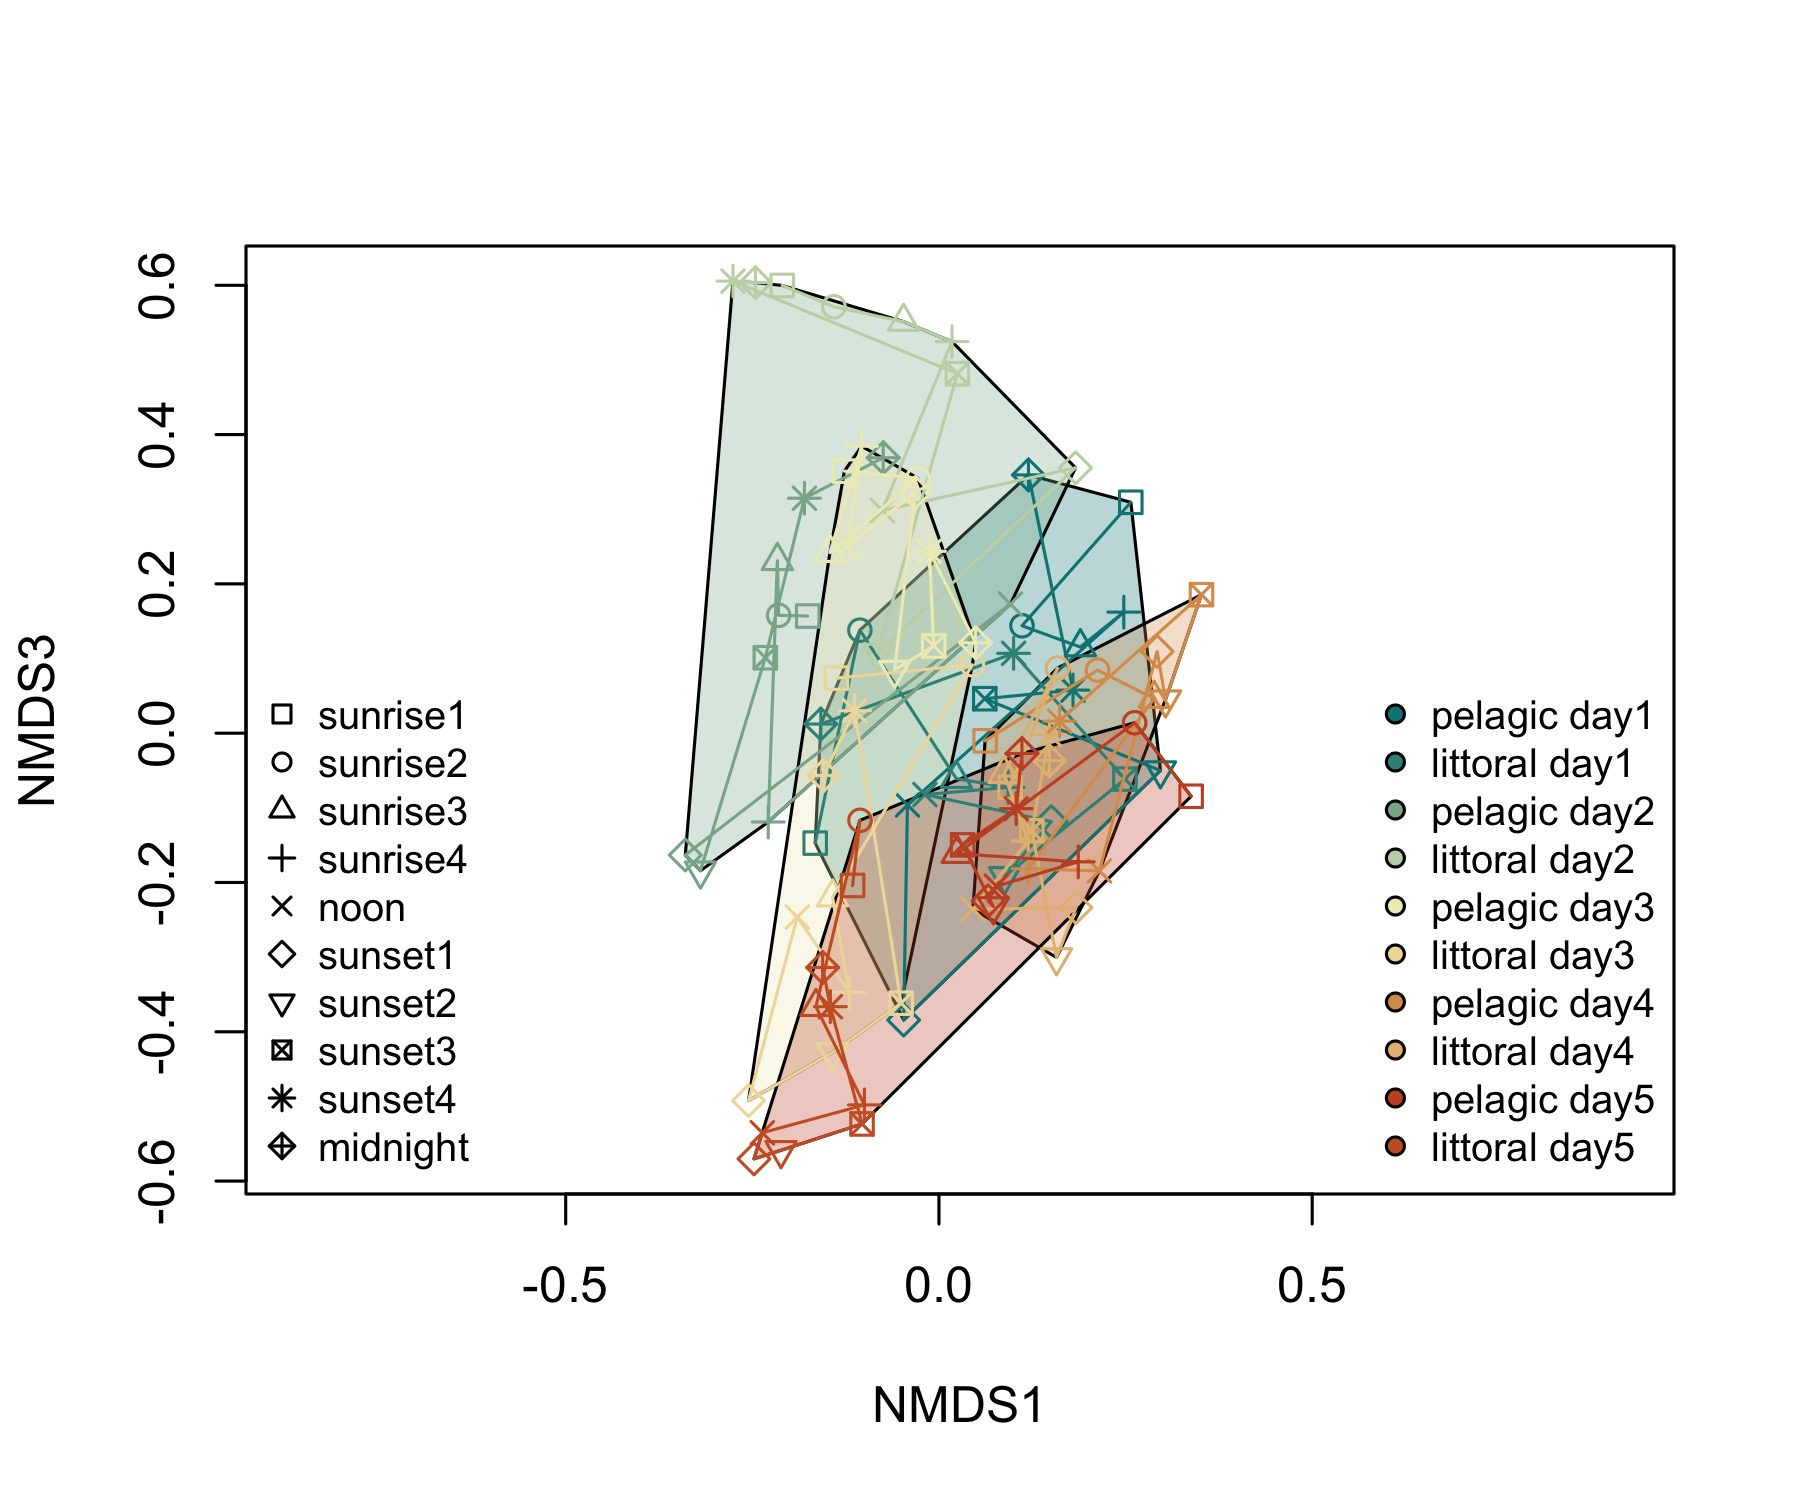 0.6
0.4
0.2
0.0
-0.2
-0.4
-0.6
NMDS3
sunrise1
sunrise2
sunrise3
sunrise4
noon
sunset1
sunset2
sunset3
sunset4
midnight
pelagic day1
littoral day1
pelagic day2
littoral day2
pelagic day3
littoral day3
pelagic day4
littoral day4
pelagic day5
littoral day5
-0.5
0.0
0.5
NMDS1